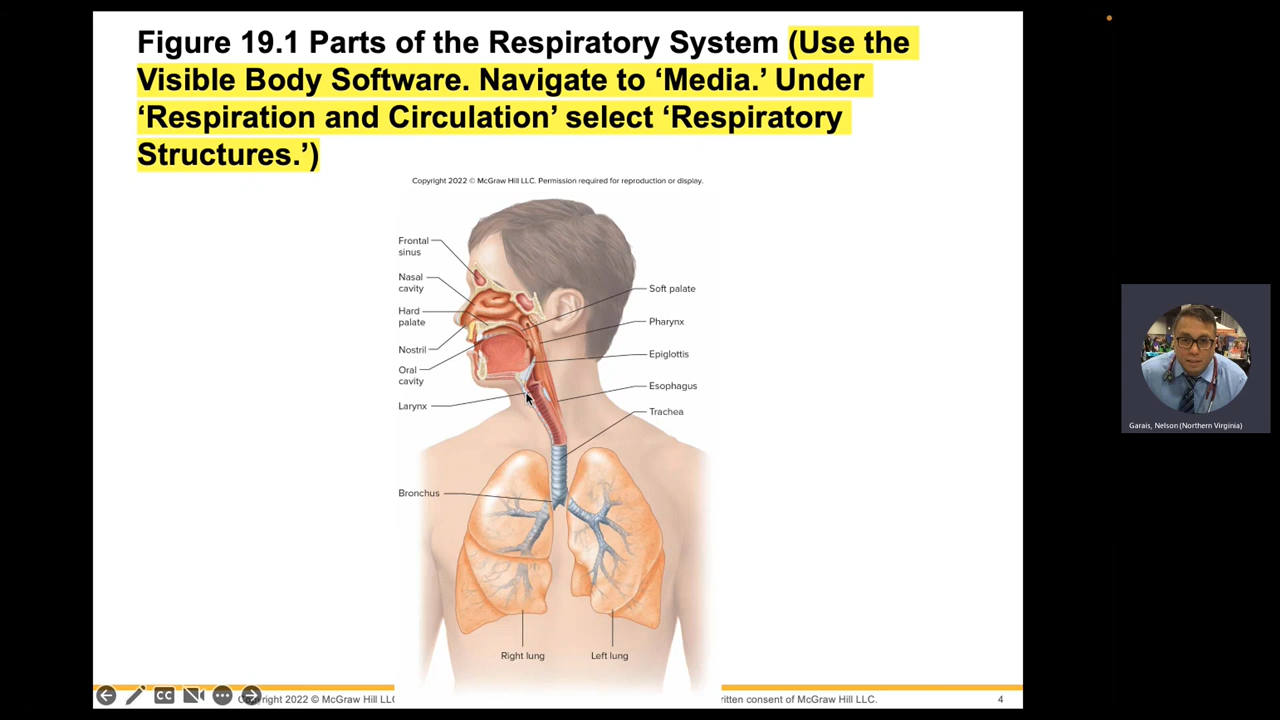 Figure 19.1 Parts of the Respiratory System (Use the
Visible Body Software. Navigate to ‘Media.’ Under
‘Respiration and Circulation’ select ‘Respiratory
Structures.’)
Copyright 2022 © McGraw Hill LLC. Permission required for reproduction or display.
Frontal
sinus
Nasal
cavity
Hard
palate
Nostril
Oral
cavity
Larynx
Bronchus
Soft palate
Pharynx
Epiglottis
Esophagus
Trachea
Right lung
Left lung
Garais, Nelson (Northern Virginia)
CC
2022 © McGraw Hill
consent of McGraw Hill LLC.
4